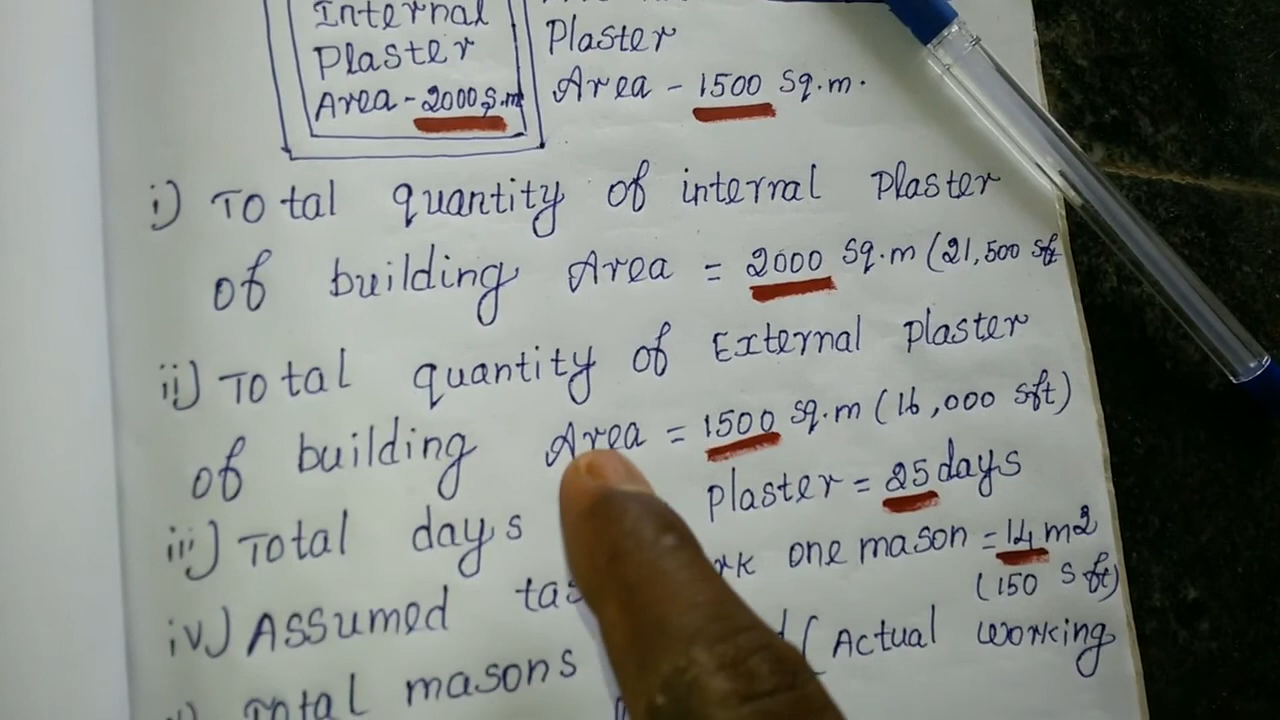 Internal
Plaster
Area - 2000 S.m
Plaster
Area - 1500 Sq.m.
i) Total quantity of internal Plaster
of building Area = 2000 Sq.m (21,500 sft
ii) Total quantity of External plaster
of building Area = 1500 sq.m (16,000 sft)
iii) Total days Plaster = 25 days
iv) Assumed one mason = 14 m2
(150 sft)
Total masons (Actual working